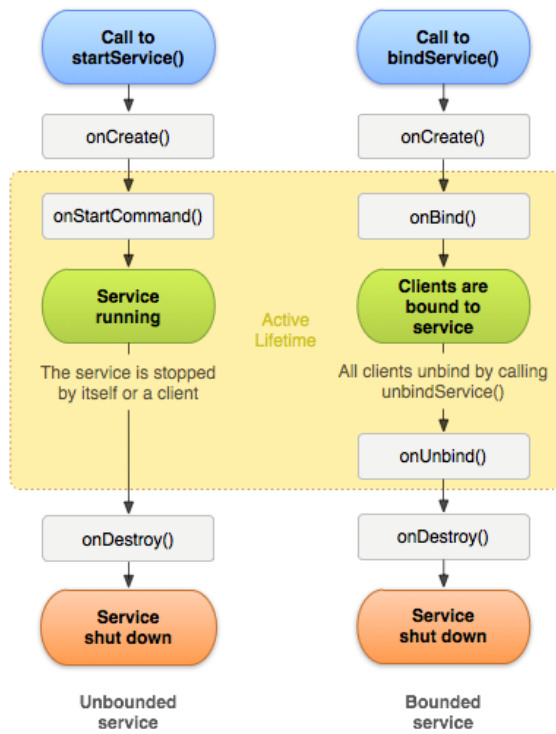 Call to
startService()
onCreate()
onStartCommand()
Service
running
The service is stopped
by itself or a client
onDestroy()
Service
shut down
Unbounded
service
Active
Lifetime
Call to
bindService()
onCreate()
onBind()
Clients are
bound to
service
All clients unbind by calling
unbindService()
onUnbind()
onDestroy()
Service
shut down
Bounded
service